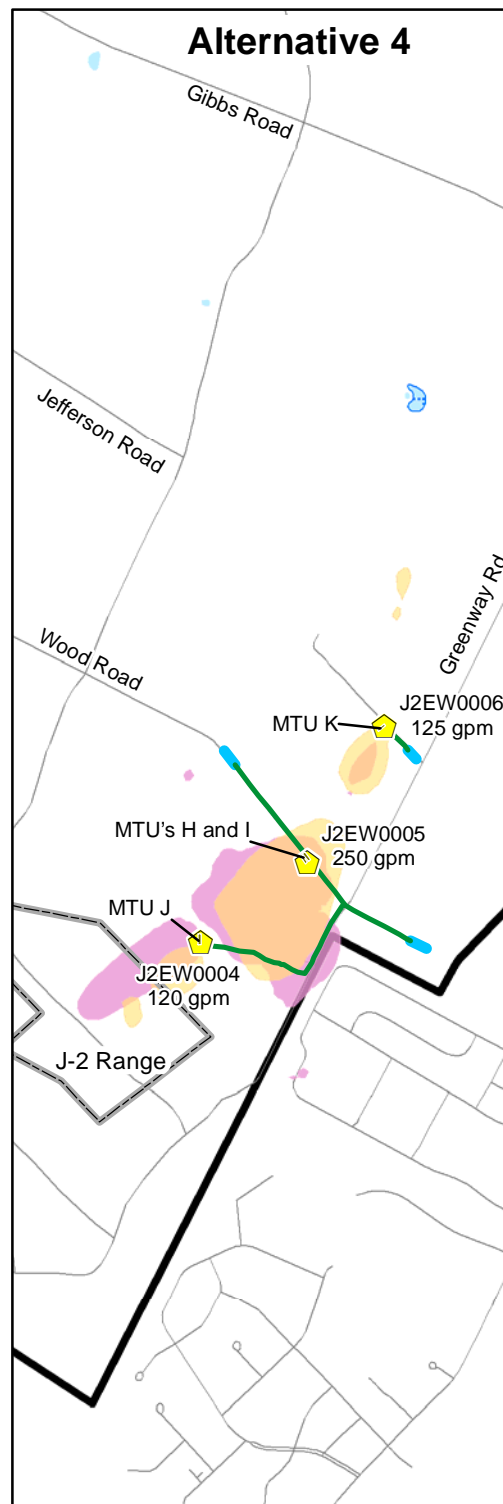 Alternative 4
Gibbs Road
Jefferson Road
Greenway Rd
Wood Road
J2EW0006
125 gpm
MTU K
MTU's H and I
J2EW0005
250 gpm
MTU J
J2EW0004
120 gpm
J-2 Range